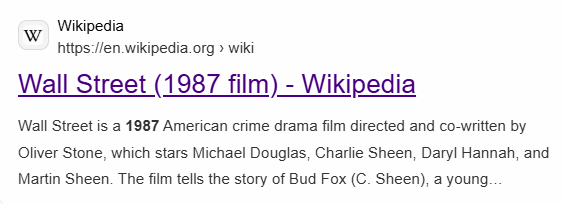 W
Wikipedia
https://en.wikipedia.org › wiki
Wall Street (1987 film) - Wikipedia
Wall Street is a 1987 American crime drama film directed and co-written by
Oliver Stone, which stars Michael Douglas, Charlie Sheen, Daryl Hannah, and
Martin Sheen. The film tells the story of Bud Fox (C. Sheen), a young...